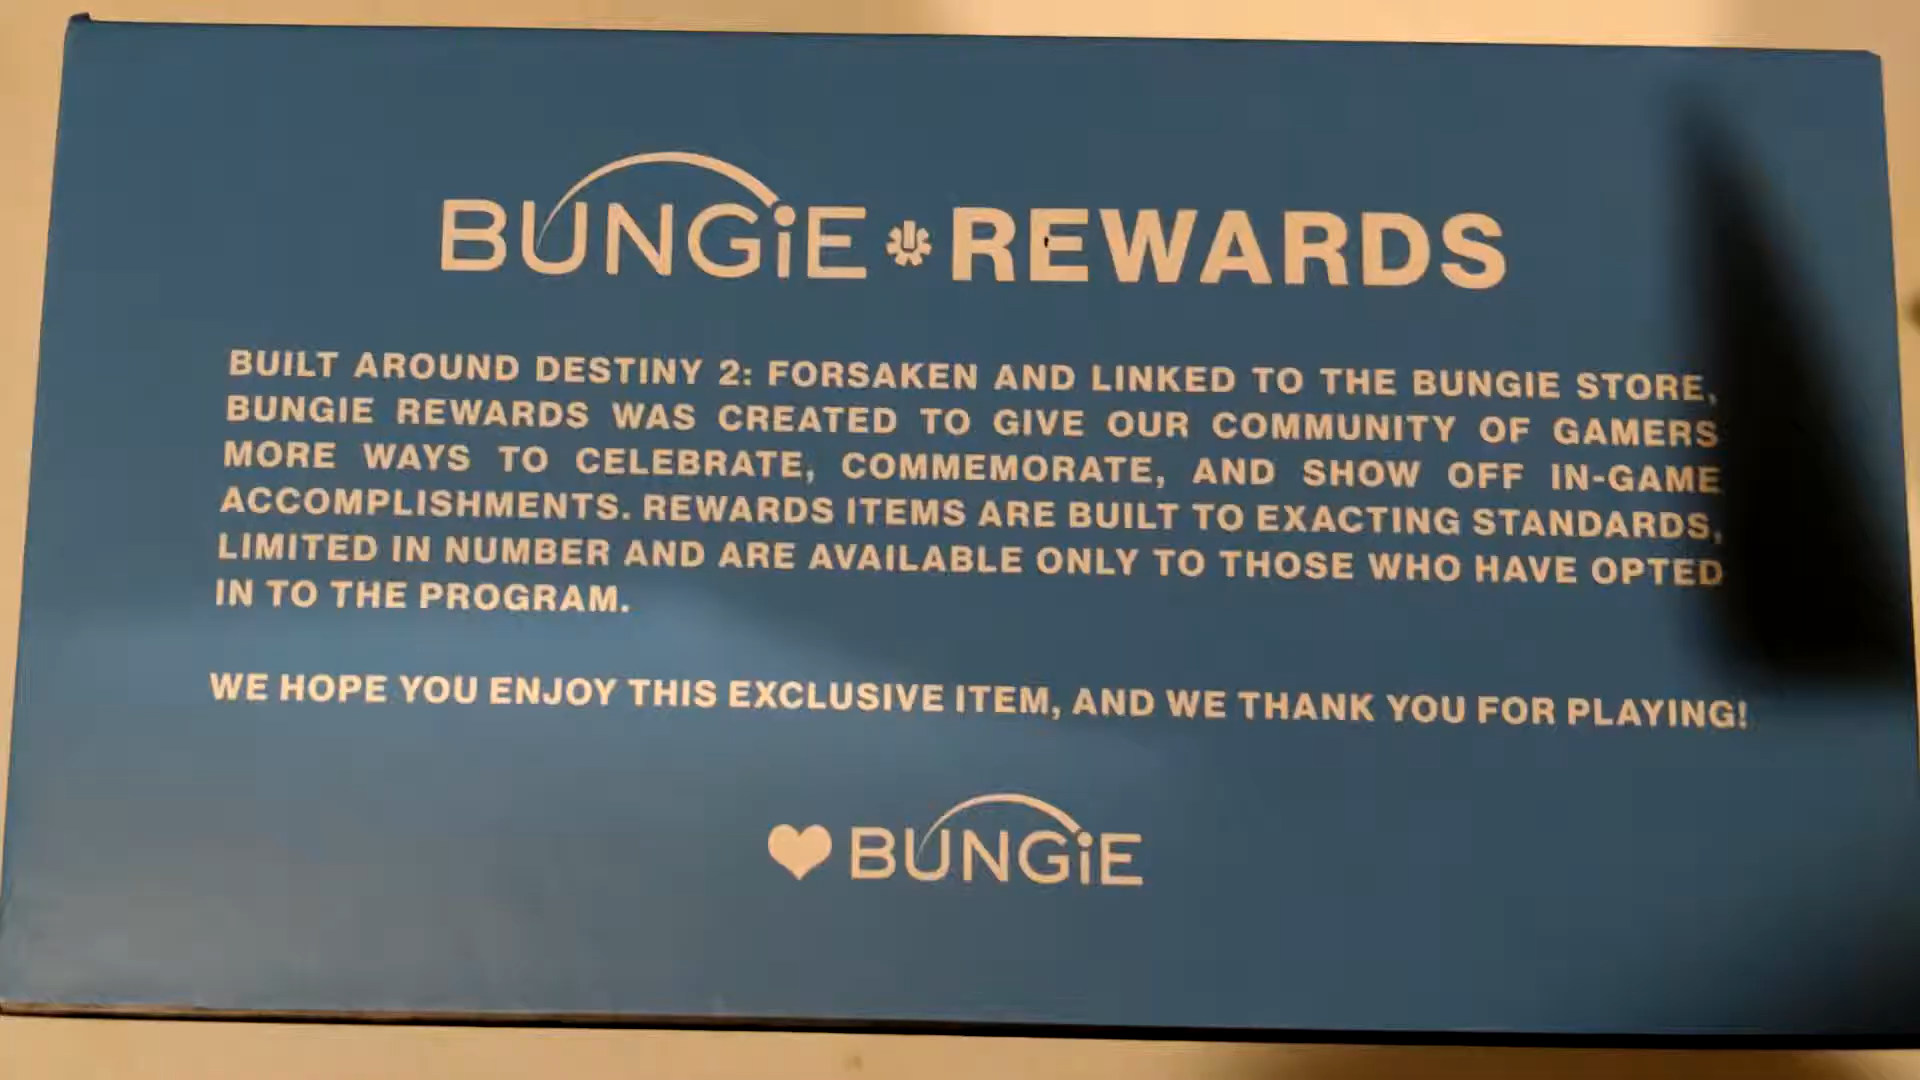 BUNGiE REWARDS
BUILT AROUND DESTINY 2: FORSAKEN AND LINKED TO THE BUNGIE STORE,
BUNGIE REWARDS WAS CREATED TO GIVE OUR COMMUNITY OF GAMERS
MORE WAYS TO CELEBRATE, COMMEMORATE, AND SHOW OFF IN-GAME
ACCOMPLISHMENTS. REWARDS ITEMS ARE BUILT TO EXACTING STANDARDS,
LIMITED IN NUMBER AND ARE AVAILABLE ONLY TO THOSE WHO HAVE OPTED
IN TO THE PROGRAM.
WE HOPE YOU ENJOY THIS EXCLUSIVE ITEM, AND WE THANK YOU FOR PLAYING!
BUNGiE